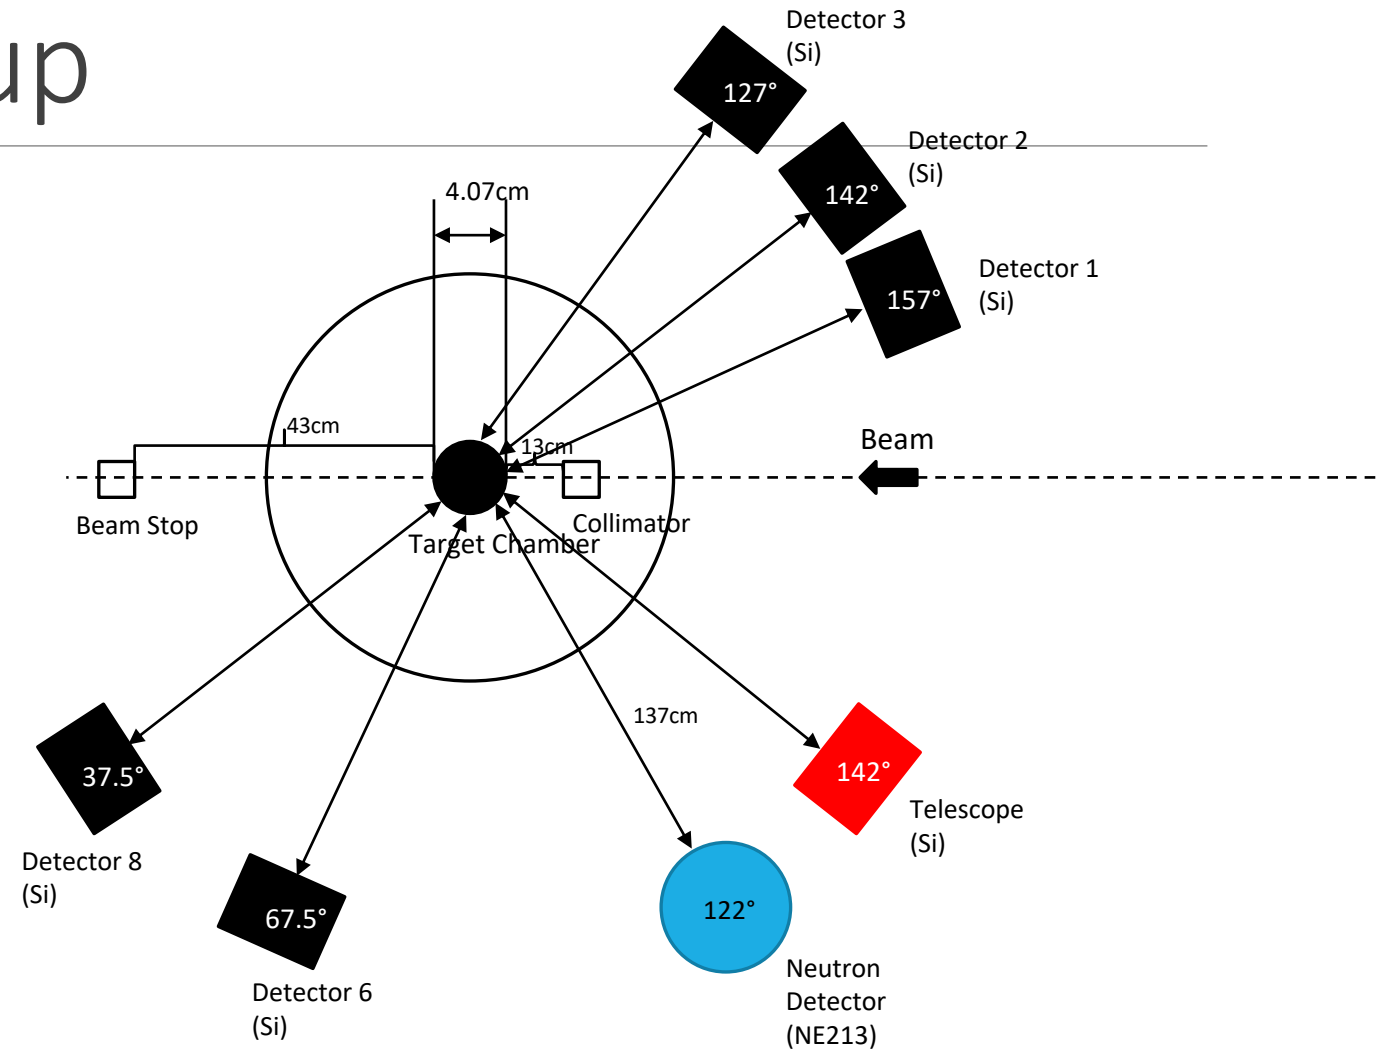 up
Detector 3
(Si)
127°
Detector 2
(Si)
142°
4.07cm
Detector 1
(Si)
157°
43cm
13cm
Beam
Beam Stop
Collimator
Target Chamber
137cm
37.5°
142°
Telescope
(Si)
Detector 8
(Si)
67.5°
122°
Neutron
Detector
(NE213)
Detector 6
(Si)